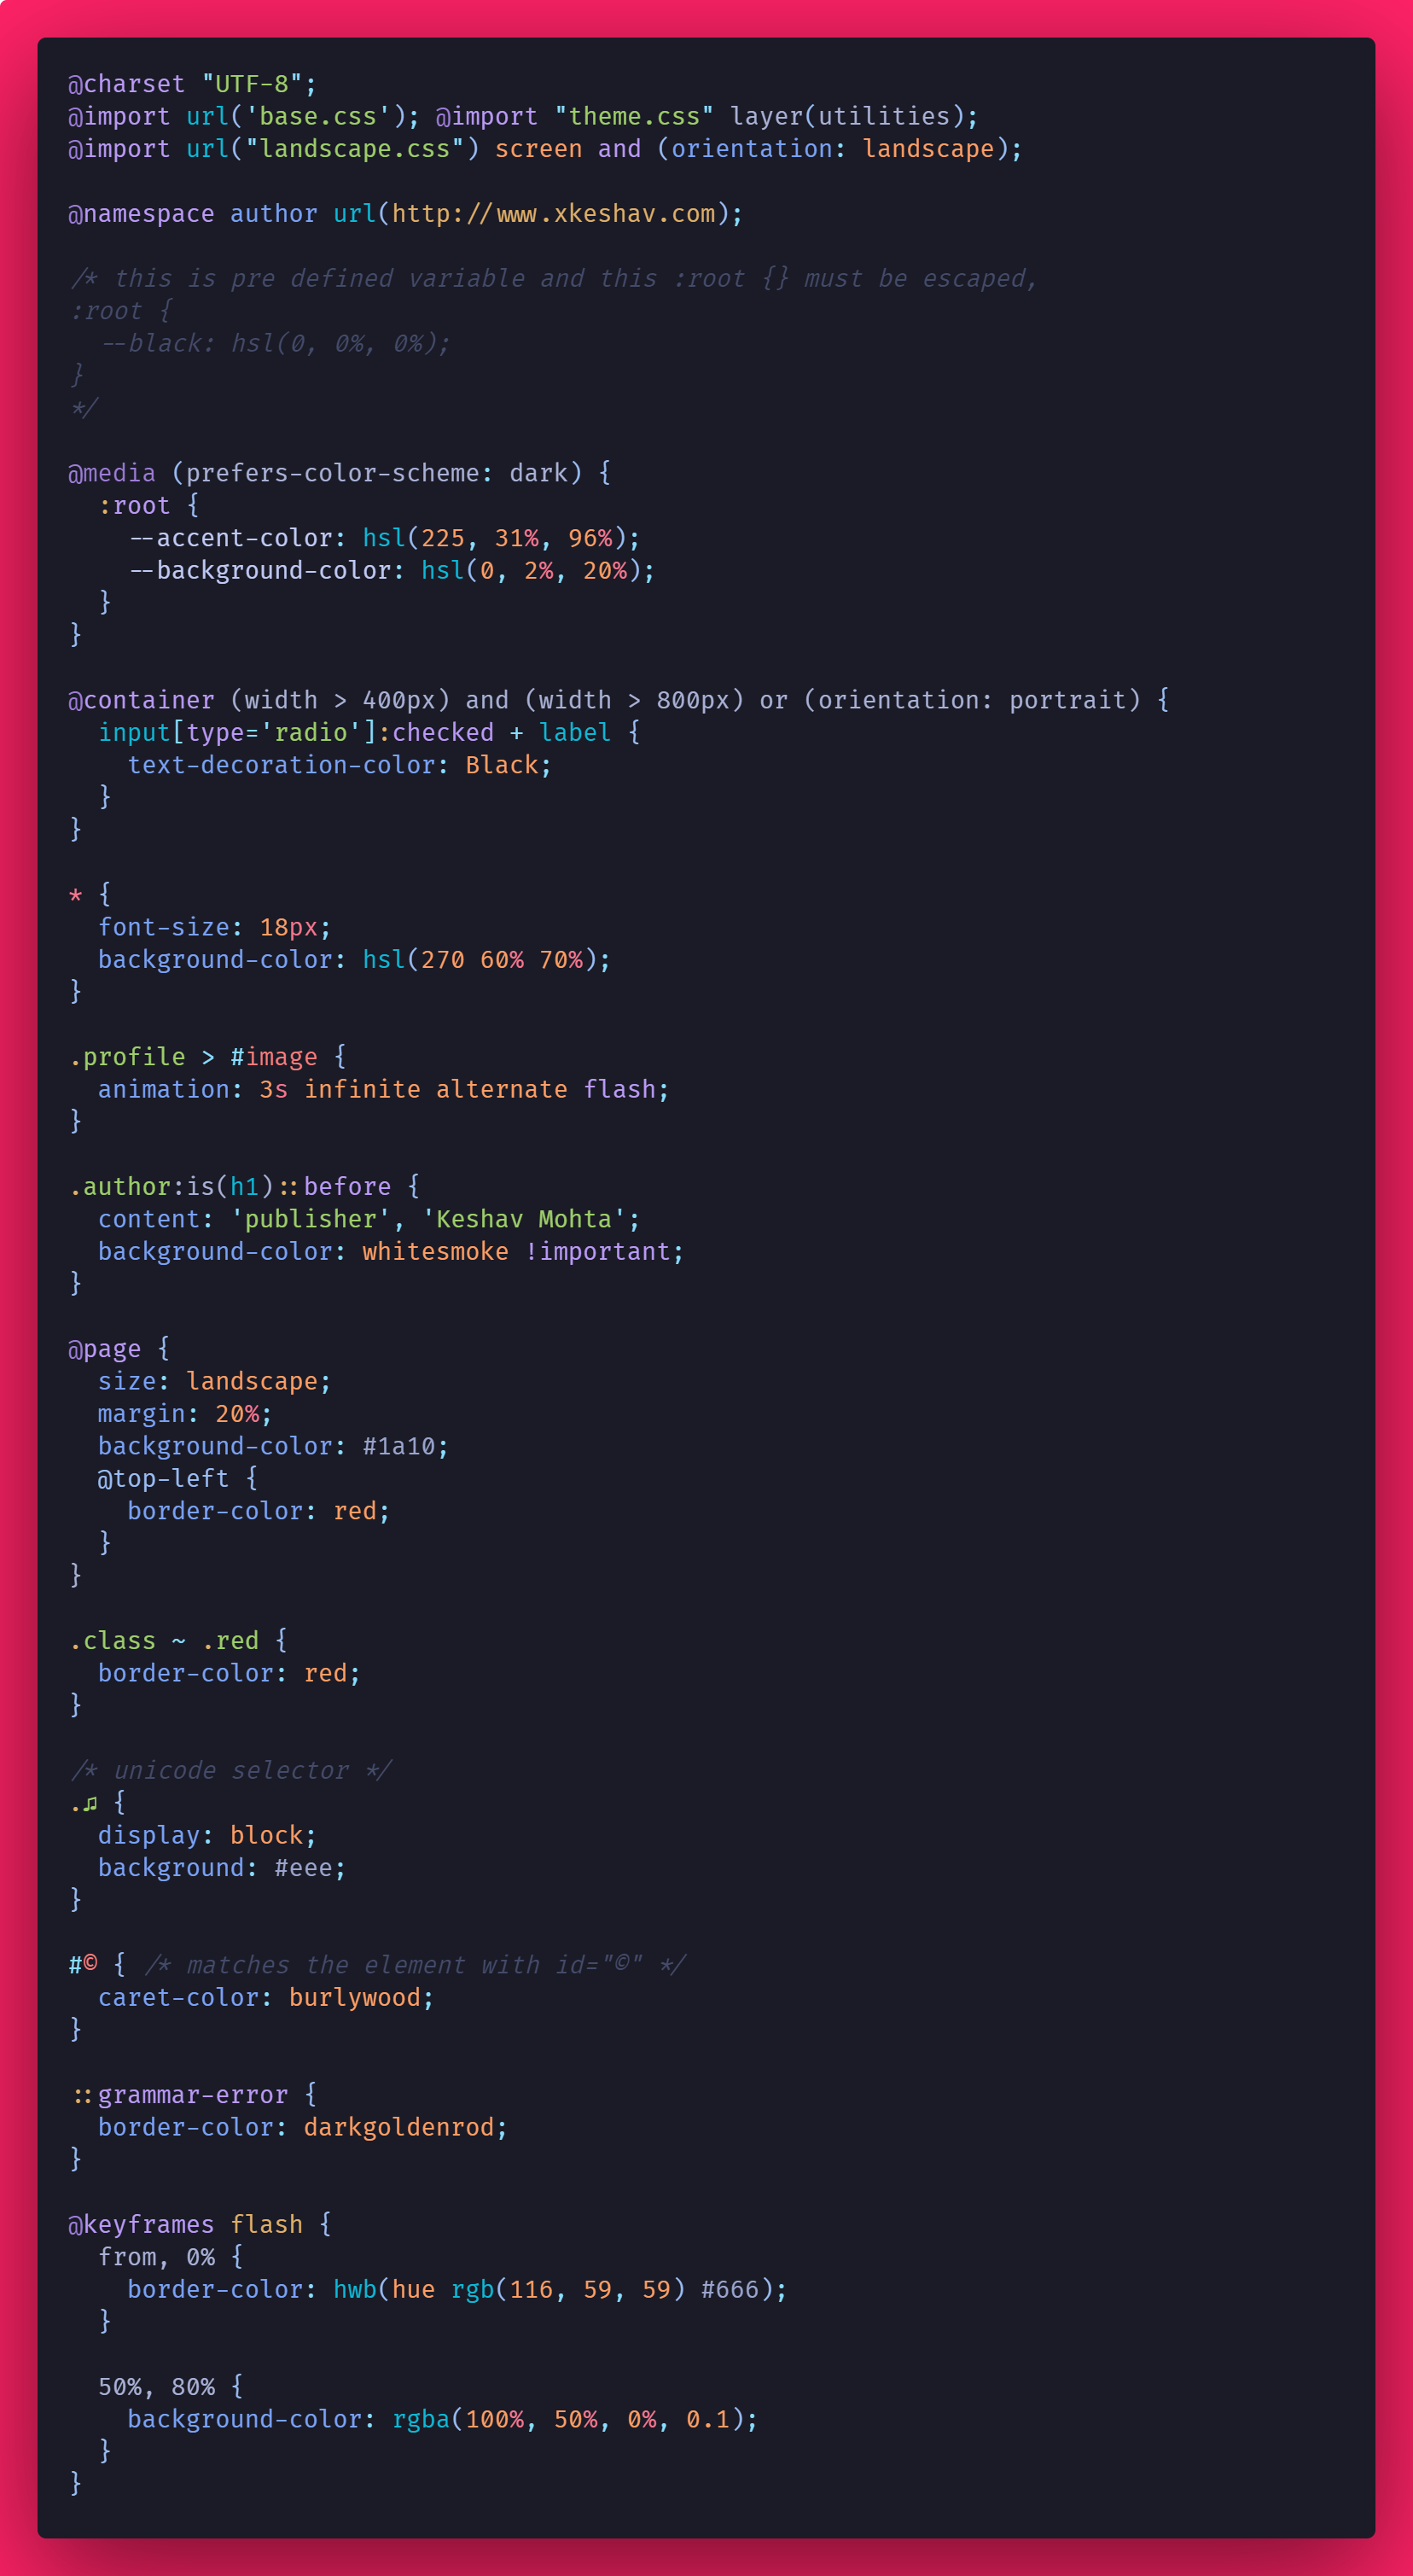 @charset "UTF-8";
@import url('base.css'); @import "theme.css" layer(utilities);
@import url("landscape.css") screen and (orientation: landscape);

@namespace author url(http://www.xkeshav.com);

/* this is pre defined variable and this :root {} must be escaped,
:root {
  --black: hsl(0, 0%, 0%);
}
*/

@media (prefers-color-scheme: dark) {
  :root {
    --accent-color: hsl(225, 31%, 96%);
    --background-color: hsl(0, 2%, 20%);
  }
}

@container (width > 400px) and (width > 800px) or (orientation: portrait) {
  input[type='radio']:checked + label {
    text-decoration-color: Black;
  }
}

* {
  font-size: 18px;
  background-color: hsl(270 60% 70%);
}

.profile > #image {
  animation: 3s infinite alternate flash;
}

.author:is(h1)::before {
  content: 'publisher', 'Keshav Mohta';
  background-color: whitesmoke !important;
}

@page {
  size: landscape;
  margin: 20%;
  background-color: #1a10;
  @top-left {
    border-color: red;
  }
}

.class ~ .red {
  border-color: red;
}

/* unicode selector */
.♫ {
  display: block;
  background: #eee;
}

#© { /* matches the element with id="©" */
  caret-color: burlywood;
}

::grammar-error {
  border-color: darkgoldenrod;
}

@keyframes flash {
  from, 0% {
    border-color: hwb(hue rgb(116, 59, 59) #666);
  }

  50%, 80% {
    background-color: rgba(100%, 50%, 0%, 0.1);
  }
}